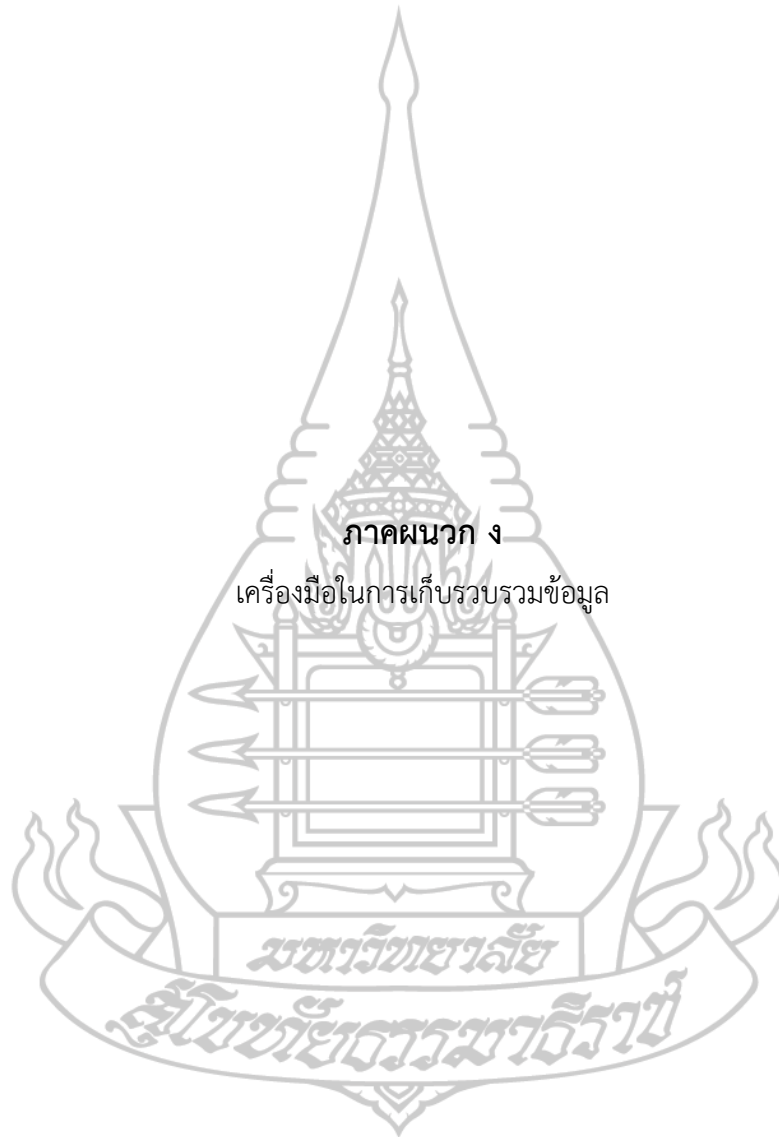 ภาคผนวก ง
เครื่องมือในการเก็บรวบรวมข้อมูล
มหาวิทยาลัย
สุโขทัยธรรมาธิราช